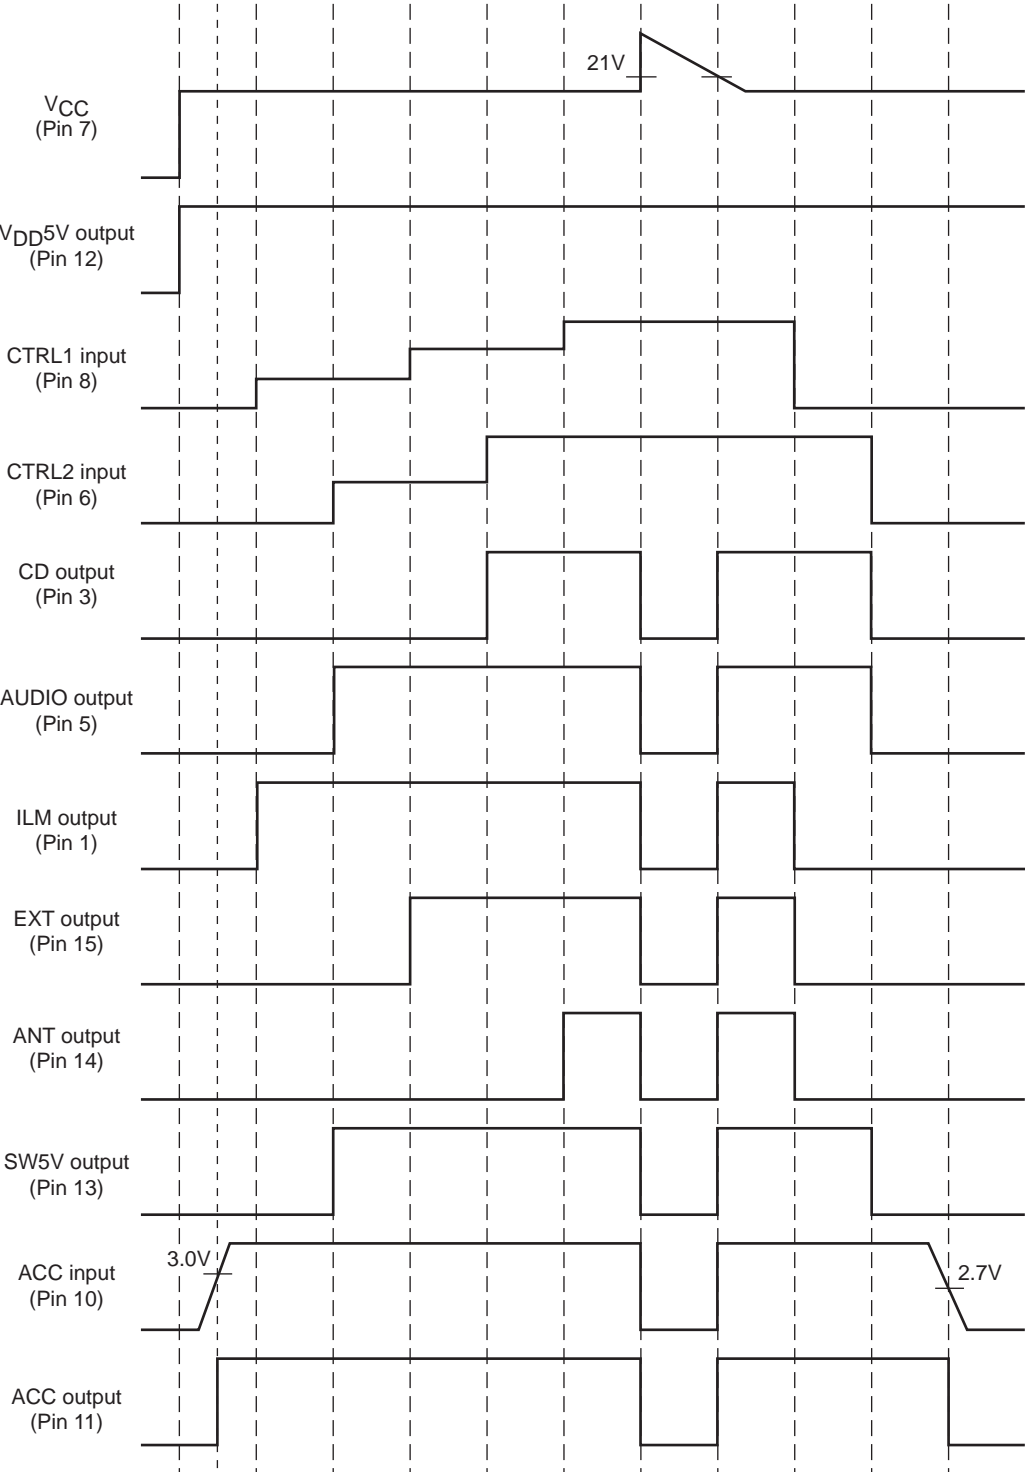 21V
VCC
(Pin 7)
VDD5V output
(Pin 12)
CTRL1 input
(Pin 8)
CTRL2 input
(Pin 6)
CD output
(Pin 3)
AUDIO output
(Pin 5)
ILM output
(Pin 1)
EXT output
(Pin 15)
ANT output
(Pin 14)
SW5V output
(Pin 13)
3.0V
ACC input
(Pin 10)
2.7V
ACC output
(Pin 11)